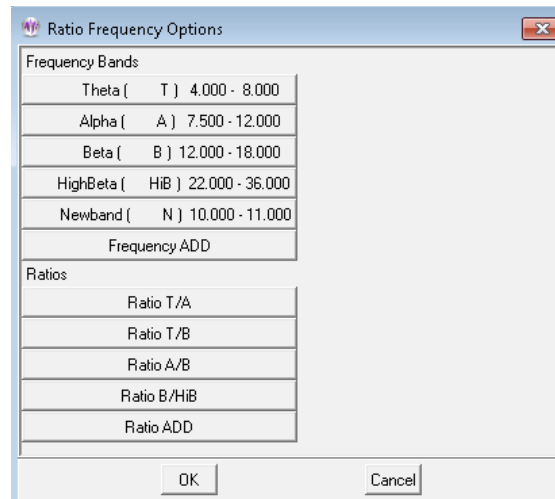 Ratio Frequency Options
Frequency Bands
Theta ( T ) 4.000 - 8.000
Alpha ( A ) 7.500 - 12.000
Beta ( B ) 12.000 - 18.000
HighBeta ( HiB ) 22.000 - 36.000
Newband ( N ) 10.000 - 11.000
Frequency ADD
Ratios
Ratio T/A
Ratio T/B
Ratio A/B
Ratio B/HiB
Ratio ADD
OK Cancel